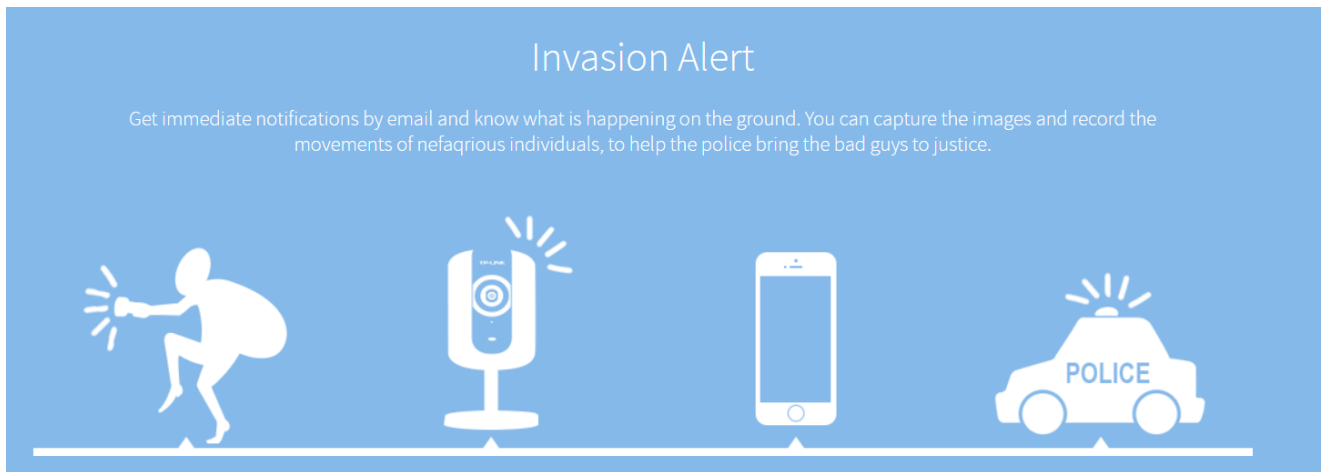 Invasion Alert
Get immediate notifications by email and know what is happening on the ground. You can capture the images and record the
movements of nefaqrious individuals, to help the police bring the bad guys to justice.
TP-LINK
POLICE